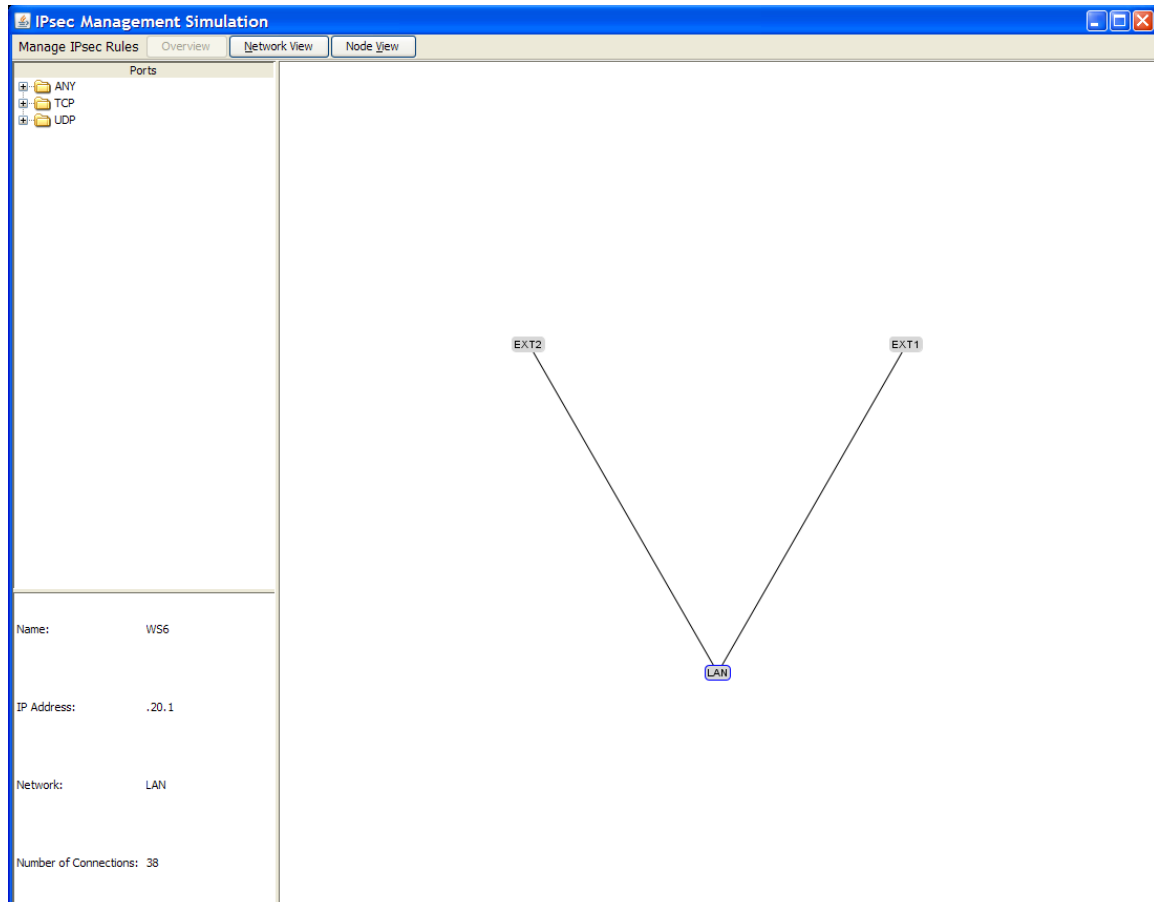 IPsec Management Simulation
Manage IPsec Rules Overview Network View Node View
Ports
ANY
TCP
UDP
EXT2 EXT1
LAN
Name: WS6
IP Address: .20.1
Network: LAN
Number of Connections: 38